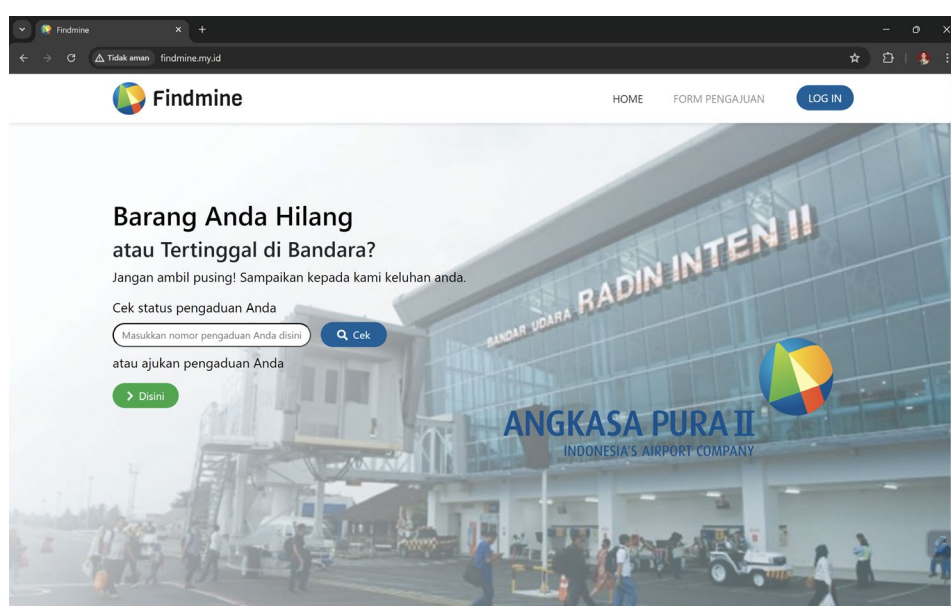 Findmine
Tidak aman findmine.my.id
Findmine
HOME FORM PENGAJUAN LOG IN
Barang Anda Hilang
atau Tertinggal di Bandara?
Jangan ambil pusing! Sampaikan kepada kami keluhan anda.
Cek status pengaduan Anda
Masukkan nomor pengaduan Anda disini Cek
atau ajukan pengaduan Anda
Disini
BANDAR UDARA RADIN INTEN II
ANGKASA PURA II
INDONESIA'S AIRPORT COMPANY